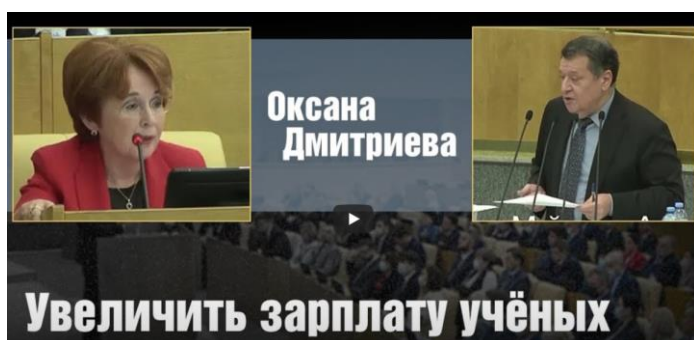 Оксана
Дмитриева
Увеличить зарплату учёных